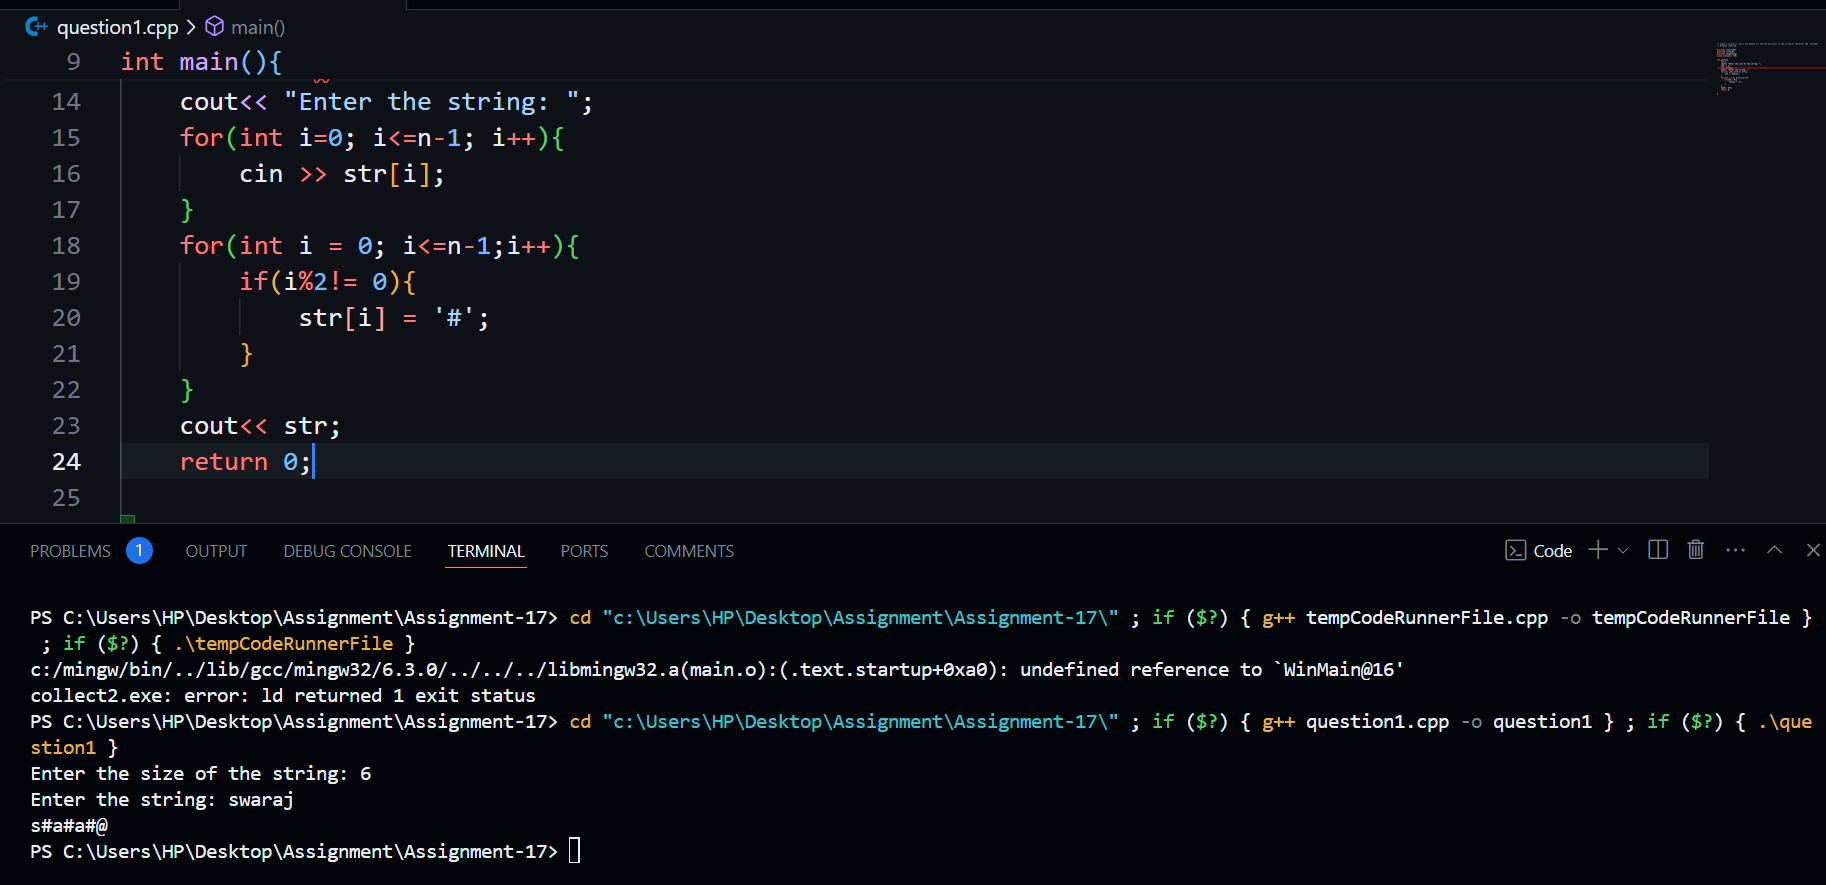 question1.cpp > main()
9 int main(){
14 cout<< "Enter the string: ";
15 for(int i=0; i<=n-1; i++){
16 cin >> str[i];
17 }
18 for(int i = 0; i<=n-1;i++){
19 if(i%2!= 0){
20 str[i] = '#';
21 }
22 }
23 cout<< str;
24 return 0;
25
PROBLEMS 1 OUTPUT DEBUG CONSOLE TERMINAL PORTS COMMENTS Code
PS C:\Users\HP\Desktop\Assignment\Assignment-17> cd "c:\Users\HP\Desktop\Assignment\Assignment-17\" ; if ($?) { g++ tempCodeRunnerFile.cpp -o tempCodeRunnerFile }
; if ($?) { .\tempCodeRunnerFile }
c:/mingw/bin/../lib/gcc/mingw32/6.3.0/../../../libmingw32.a(main.o):(.text.startup+0xa0): undefined reference to `WinMain@16'
collect2.exe: error: ld returned 1 exit status
PS C:\Users\HP\Desktop\Assignment\Assignment-17> cd "c:\Users\HP\Desktop\Assignment\Assignment-17\" ; if ($?) { g++ question1.cpp -o question1 } ; if ($?) { .\que
stion1 }
Enter the size of the string: 6
Enter the string: swaraj
s#a#a#@
PS C:\Users\HP\Desktop\Assignment\Assignment-17>